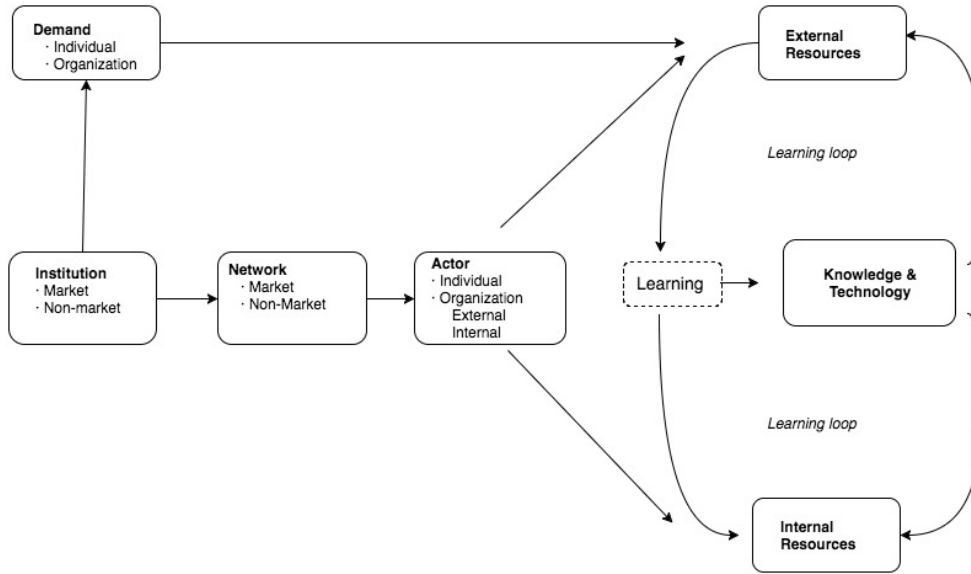 Demand
· Individual
· Organization
External
Resources
Learning loop
Institution
· Market
· Non-market
Network
· Market
· Non-Market
Actor
· Individual
· Organization
External
Internal
Learning
Knowledge &
Technology
Learning loop
Internal
Resources